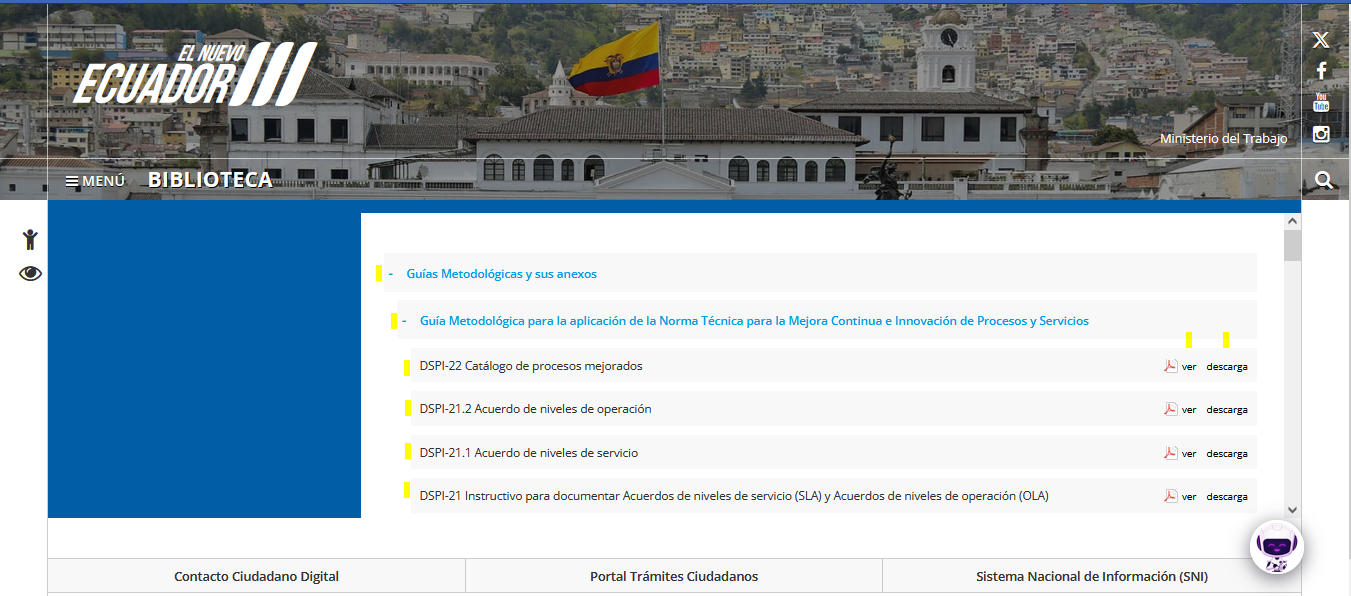 EL NUEVO
ECUADOR
Ministerio del Trabajo
You
Tube
MENÚ BIBLIOTECA
- Guías Metodológicas y sus anexos
- Guía Metodológica para la aplicación de la Norma Técnica para la Mejora Continua e Innovación de Procesos y Servicios
DSPI-22 Catálogo de procesos mejorados ver descarga
DSPI-21.2 Acuerdo de niveles de operación ver descarga
DSPI-21.1 Acuerdo de niveles de servicio ver descarga
DSPI-21 Instructivo para documentar Acuerdos de niveles de servicio (SLA) y Acuerdos de niveles de operación (OLA) ver descarga
Contacto Ciudadano Digital Portal Trámites Ciudadanos Sistema Nacional de Información (SNI)